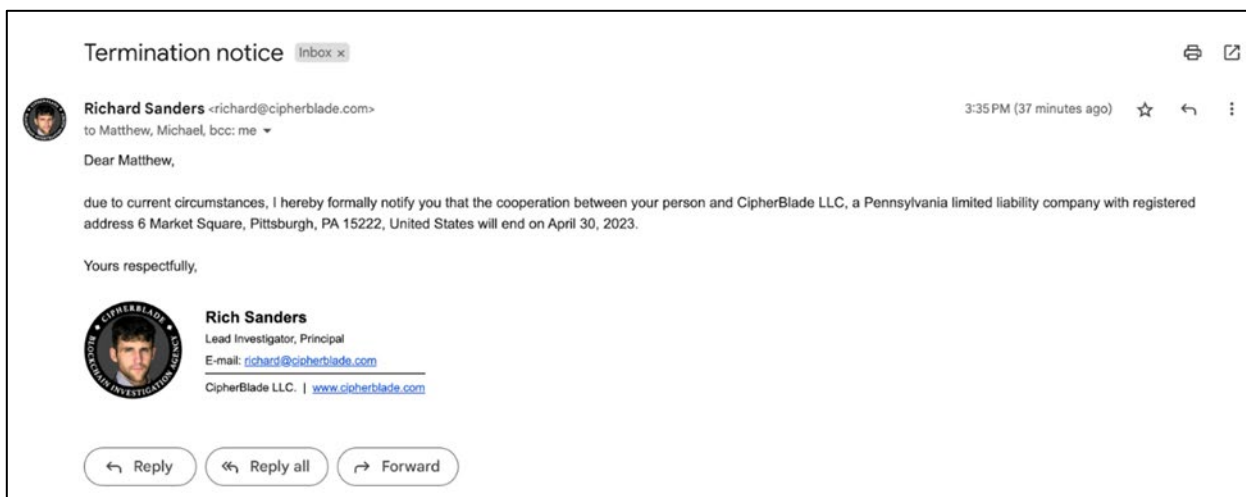 Termination notice Inbox ×
Richard Sanders <richard@cipherblade.com>
3:35 PM (37 minutes ago)
to Matthew, Michael, bcc: me
Dear Matthew,
due to current circumstances, I hereby formally notify you that the cooperation between your person and CipherBlade LLC, a Pennsylvania limited liability company with registered
address 6 Market Square, Pittsburgh, PA 15222, United States will end on April 30, 2023.
Yours respectfully,
CIPHERBLADE
BLOCKCHAIN INVESTIGATION AGENCY
Rich Sanders
Lead Investigator, Principal
E-mail: richard@cipherblade.com
CipherBlade LLC. | www.cipherblade.com
Reply
Reply all
Forward